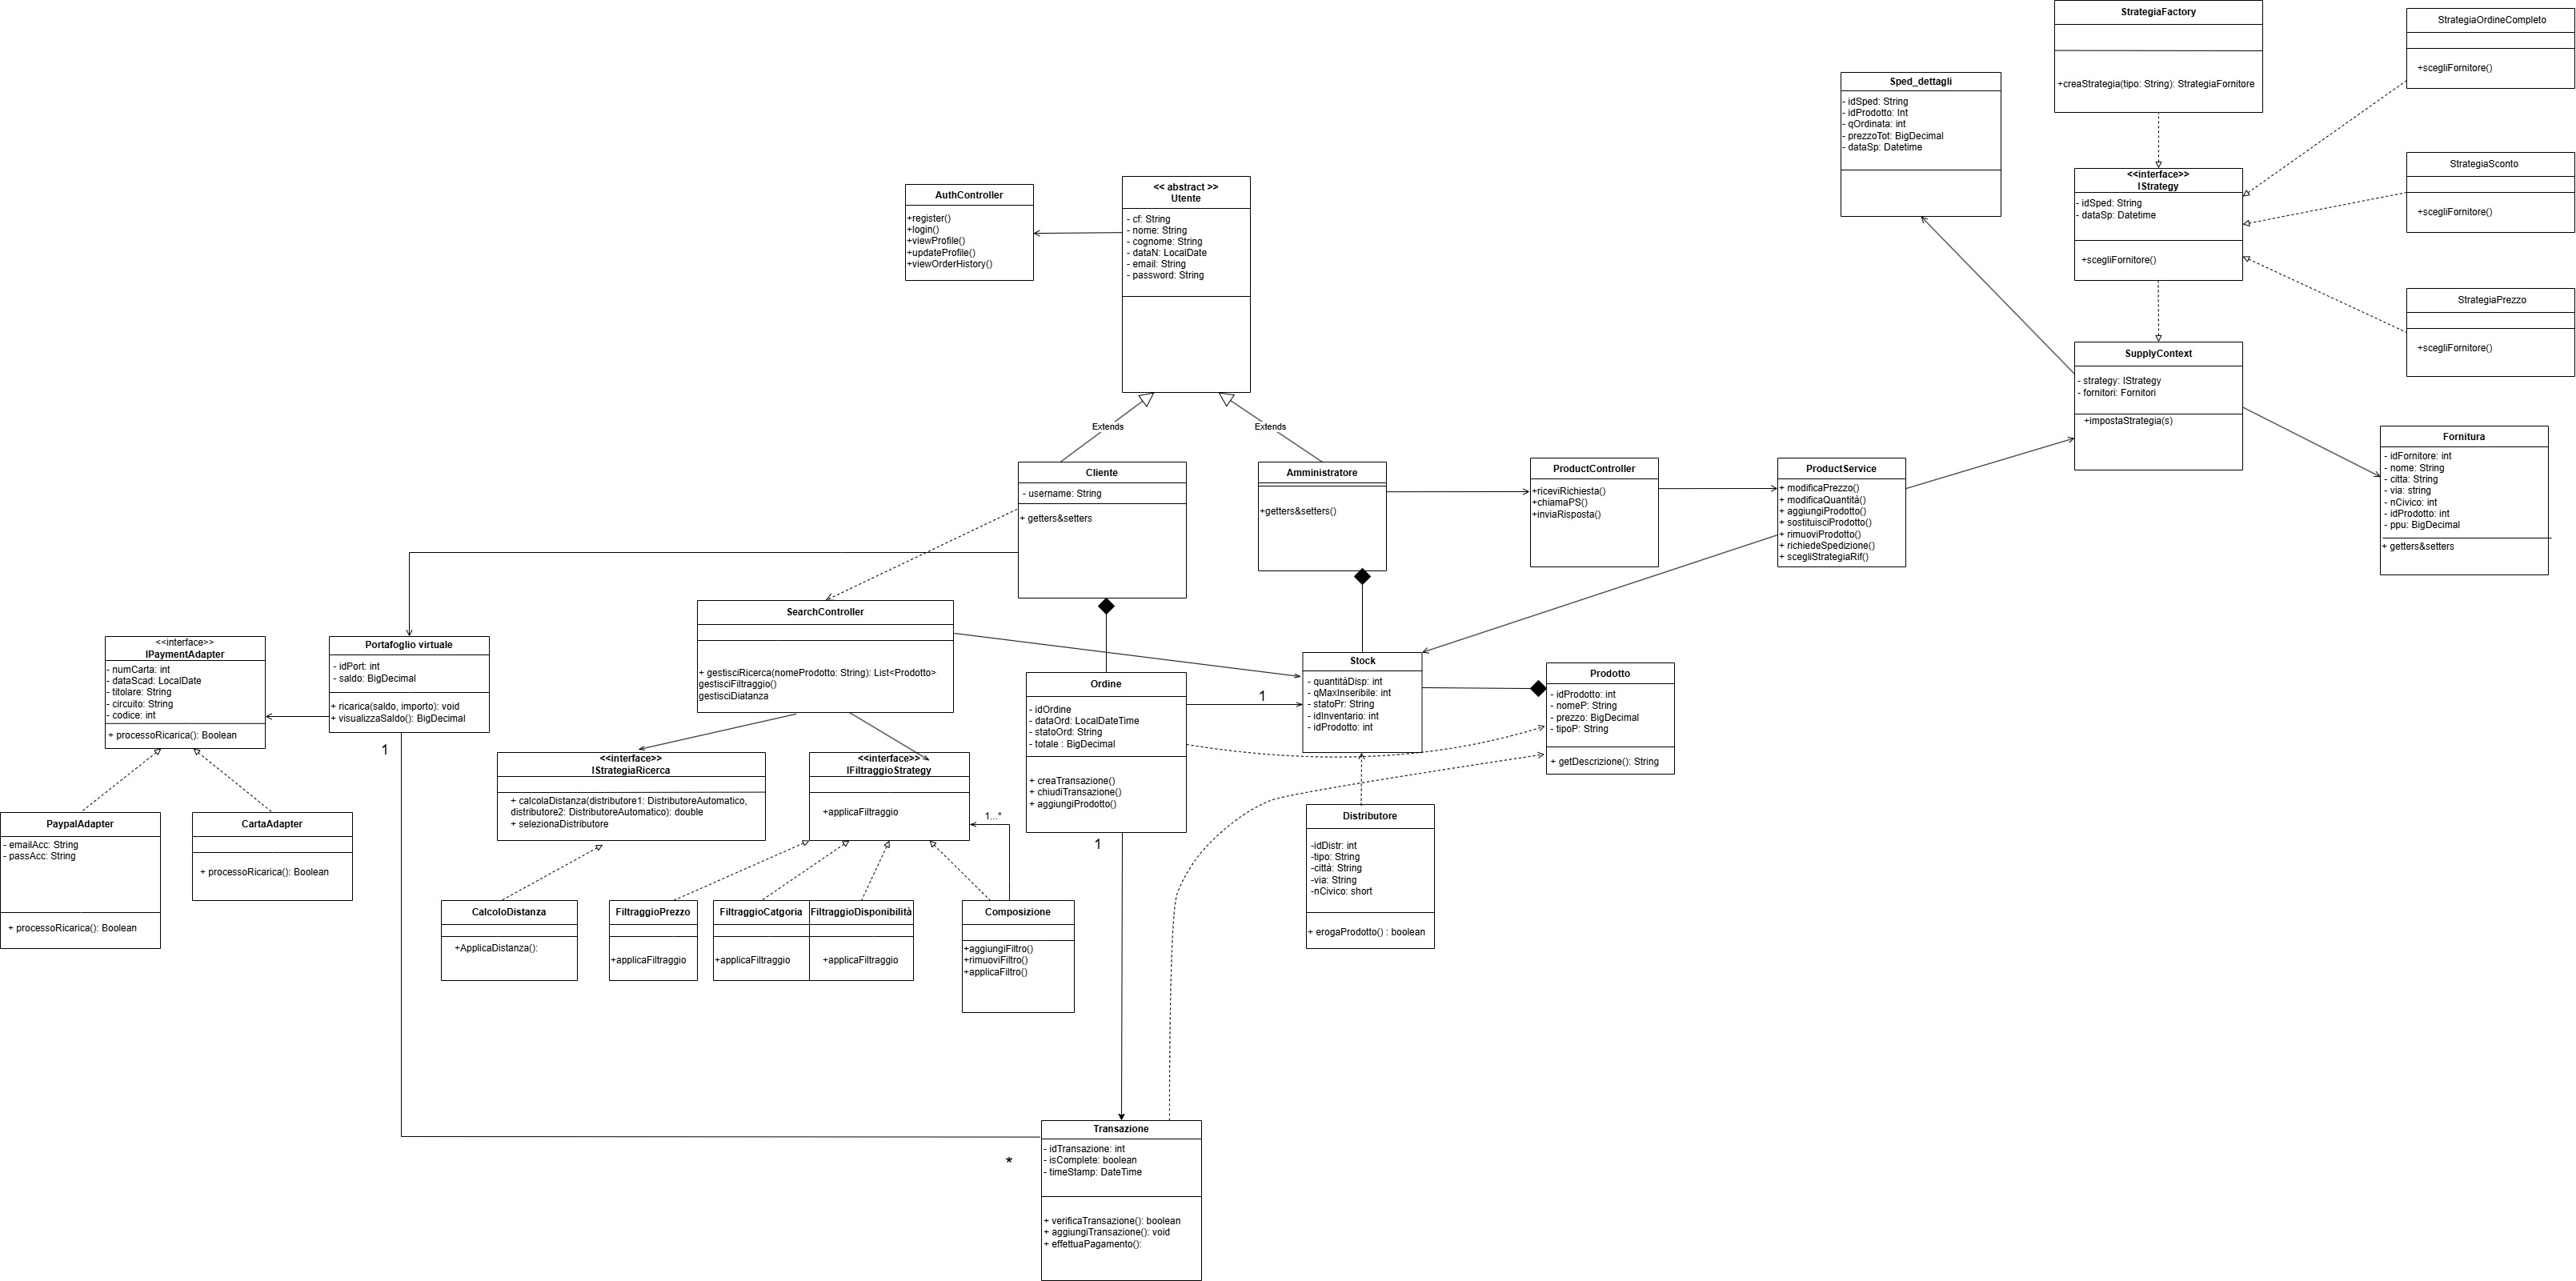 StrategiaFactory
+creaStrategia(tipo: String): StrategiaFornitore
StrategiaOrdineCompleto
+scegliFornitore()
Sped_dettagli
- idSped: String
- idProdotto: Int
- qOrdinata: int
- prezzoTot: BigDecimal
- dataSp: Datetime
<<interface>>
IStrategy
- idSped: String
- dataSp: Datetime
+scegliFornitore()
StrategiaSconto
+scegliFornitore()
StrategiaPrezzo
+scegliFornitore()
AuthController
+register()
+login()
+viewProfile()
+updateProfile()
+viewOrderHistory()
<< abstract >>
Utente
- cf: String
- nome: String
- cognome: String
- dataN: LocalDate
- email: String
- password: String
SupplyContext
- strategy: IStrategy
- fornitori: Fornitori
+impostaStrategia(s)
Extends
Extends
Fornitura
- idFornitore: int
- nome: String
- citta: String
- via: string
- nCivico: int
- idProdotto: int
- ppu: BigDecimal
+ getters&setters
Cliente
- username: String
+ getters&setters
Amministratore
+getters&setters()
ProductController
+riceviRichiesta()
+chiamaPS()
+inviaRisposta()
ProductService
+ modificaPrezzo()
+ modificaQuantità()
+ aggiungiProdotto()
+ sostituisciProdotto()
+ rimuoviProdotto()
+ richiedeSpedizione()
+ scegliStrategiaRif()
SearchController
+ gestisciRicerca(nomeProdotto: String): List<Prodotto>
gestisciFiltraggio()
gestisciDistanza
<<interface>>
IPaymentAdapter
- numCarta: int
- dataScad: LocalDate
- titolare: String
- circuito: String
- codice: int
+ processoRicarica(): Boolean
Portafoglio virtuale
- idPort: int
- saldo: BigDecimal
+ ricarica(saldo, importo): void
+ visualizzaSaldo(): BigDecimal
1
Ordine
- idOrdine
- dataOrd: LocalDateTime
- statoOrd: String
- totale : BigDecimal
+ creaTransazione()
+ chiudiTransazione()
+ aggiungiProdotto()
1
1
Stock
- quantitàDisp: int
- qMaxInseribile: int
- statoPr: String
- idInventario: int
- idProdotto: int
Prodotto
- idProdotto: int
- nomeP: String
- prezzo: BigDecimal
- tipoP: String
+ getDescrizione(): String
<<interface>>
IStrategiaRicerca
+ calcolaDistanza(distributore1: DistributoreAutomatico,
distributore2: DistributoreAutomatico): double
+ selezionaDistributore
<<interface>>
IFiltraggioStrategy
+applicaFiltraggio
1...*
PaypalAdapter
- emailAcc: String
- passAcc: String
+ processoRicarica(): Boolean
CartaAdapter
+ processoRicarica(): Boolean
Distributore
-idDistr: int
-tipo: String
-città: String
-via: String
-nCivico: short
+ erogaProdotto() : boolean
CalcoloDistanza
+ApplicaDistanza():
FiltraggioPrezzo
+applicaFiltraggio
FiltraggioCatgoria
+applicaFiltraggio
FiltraggioDisponibilità
+applicaFiltraggio
Composizione
+aggiungiFiltro()
+rimuoviFiltro()
+applicaFiltro()
Transazione
- idTransazione: int
- isComplete: boolean
- timeStamp: DateTime
+ verificaTransazione(): boolean
+ aggiungiTransazione(): void
+ effettuaPagamento():
*